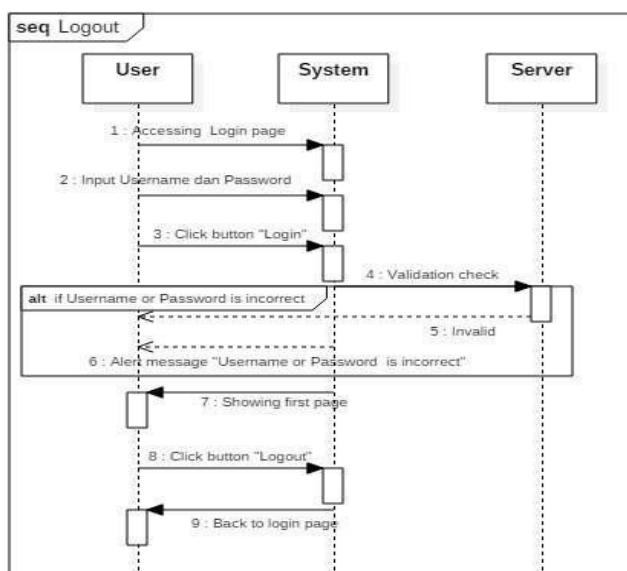 seq Logout
User
System
Server
1 : Accessing Login page
2 : Input Username dan Password
3 : Click button "Login"
4 : Validation check
alt if Username or Password is incorrect
5 : Invalid
6 : Alert message "Username or Password is incorrect"
7 : Showing first page
8 : Click button "Logout"
9 : Back to login page